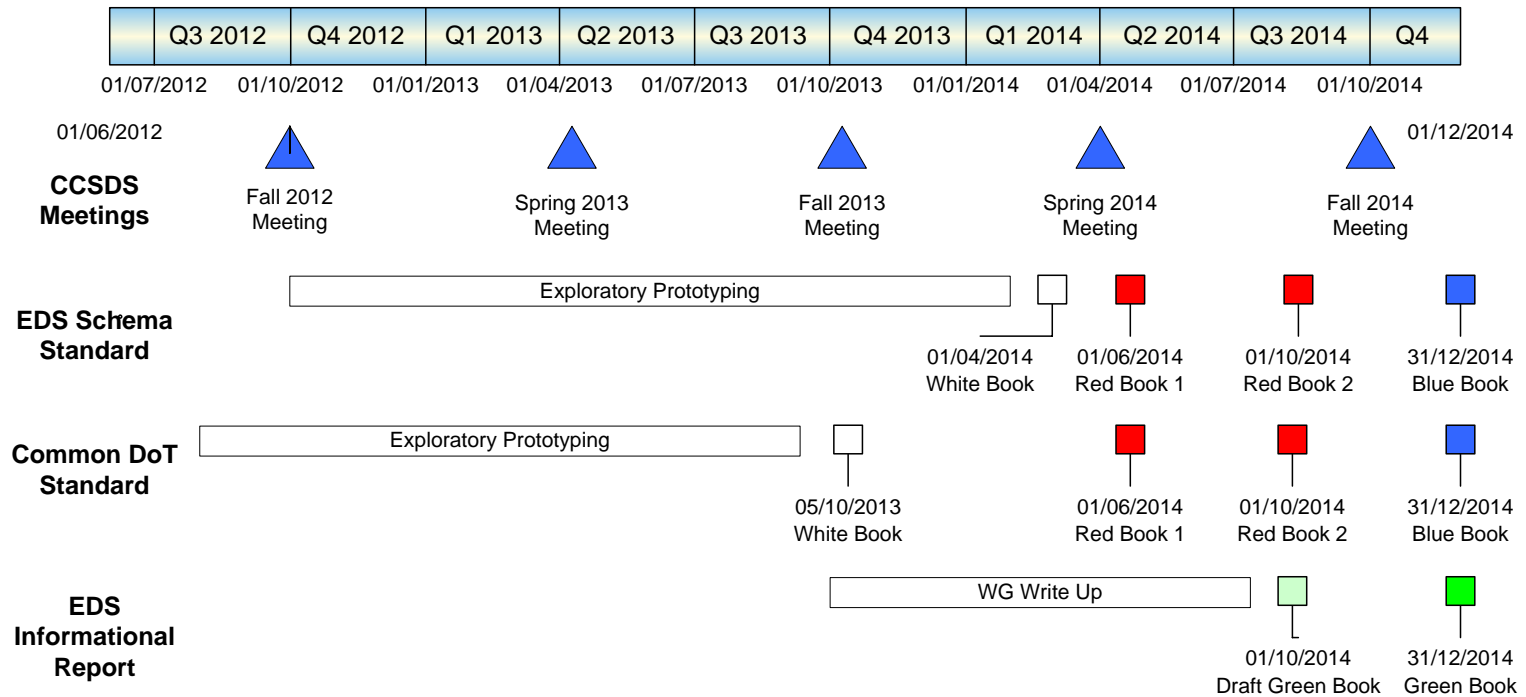 Q3 2012 Q4 2012 Q1 2013 Q2 2013 Q3 2013 Q4 2013 Q1 2014 Q2 2014 Q3 2014 Q4
01/07/2012 01/10/2012 01/01/2013 01/04/2013 01/07/2013 01/10/2013 01/01/2014 01/04/2014 01/07/2014 01/10/2014
01/06/2012 01/12/2014
CCSDS
Meetings
Fall 2012
Meeting
Spring 2013
Meeting
Fall 2013
Meeting
Spring 2014
Meeting
Fall 2014
Meeting
EDS Schema
Standard
Exploratory Prototyping
01/04/2014
White Book
01/06/2014
Red Book 1
01/10/2014
Red Book 2
31/12/2014
Blue Book
Common DoT
Standard
Exploratory Prototyping
05/10/2013
White Book
01/06/2014
Red Book 1
01/10/2014
Red Book 2
31/12/2014
Blue Book
EDS
Informational
Report
WG Write Up
01/10/2014
Draft Green Book
31/12/2014
Green Book